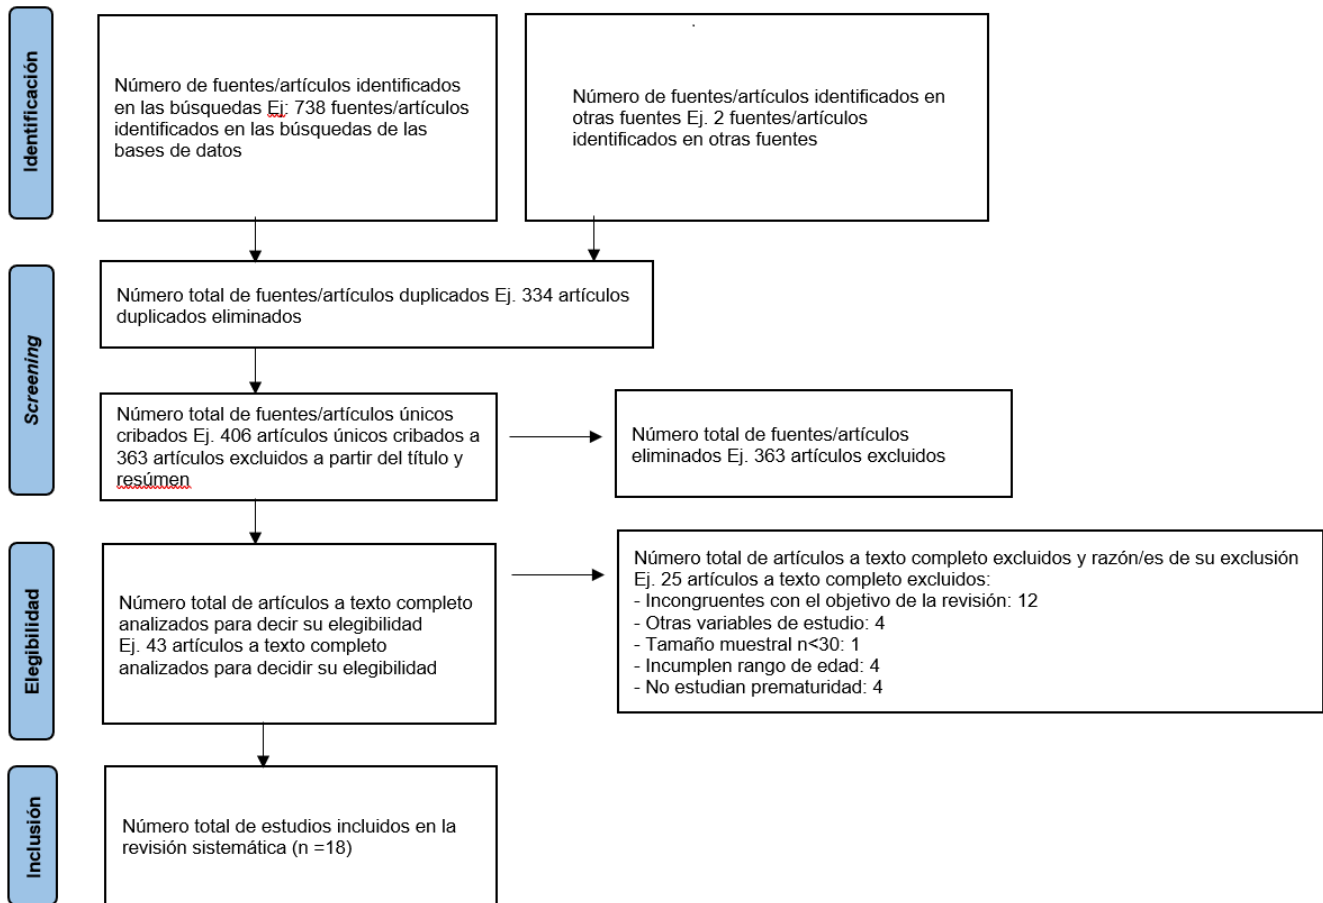 Identificación
Número de fuentes/artículos identificados
en las búsquedas Ej: 738 fuentes/artículos
identificados en las búsquedas de las
bases de datos
Número de fuentes/artículos identificados en
otras fuentes Ej. 2 fuentes/artículos
identificados en otras fuentes
Screening
Número total de fuentes/artículos duplicados Ej. 334 artículos
duplicados eliminados
Número total de fuentes/artículos únicos
cribados Ej. 406 artículos únicos cribados a
363 artículos excluidos a partir del título y
resúmen
Número total de fuentes/artículos
eliminados Ej. 363 artículos excluidos
Elegibilidad
Número total de artículos a texto completo
analizados para decir su elegibilidad
Ej. 43 artículos a texto completo
analizados para decidir su elegibilidad
Número total de artículos a texto completo excluidos y razón/es de su exclusión
Ej. 25 artículos a texto completo excluidos:
- Incongruentes con el objetivo de la revisión: 12
- Otras variables de estudio: 4
- Tamaño muestral n<30: 1
- Incumplen rango de edad: 4
- No estudian prematuridad: 4
Inclusión
Número total de estudios incluidos en la
revisión sistemática (n =18)